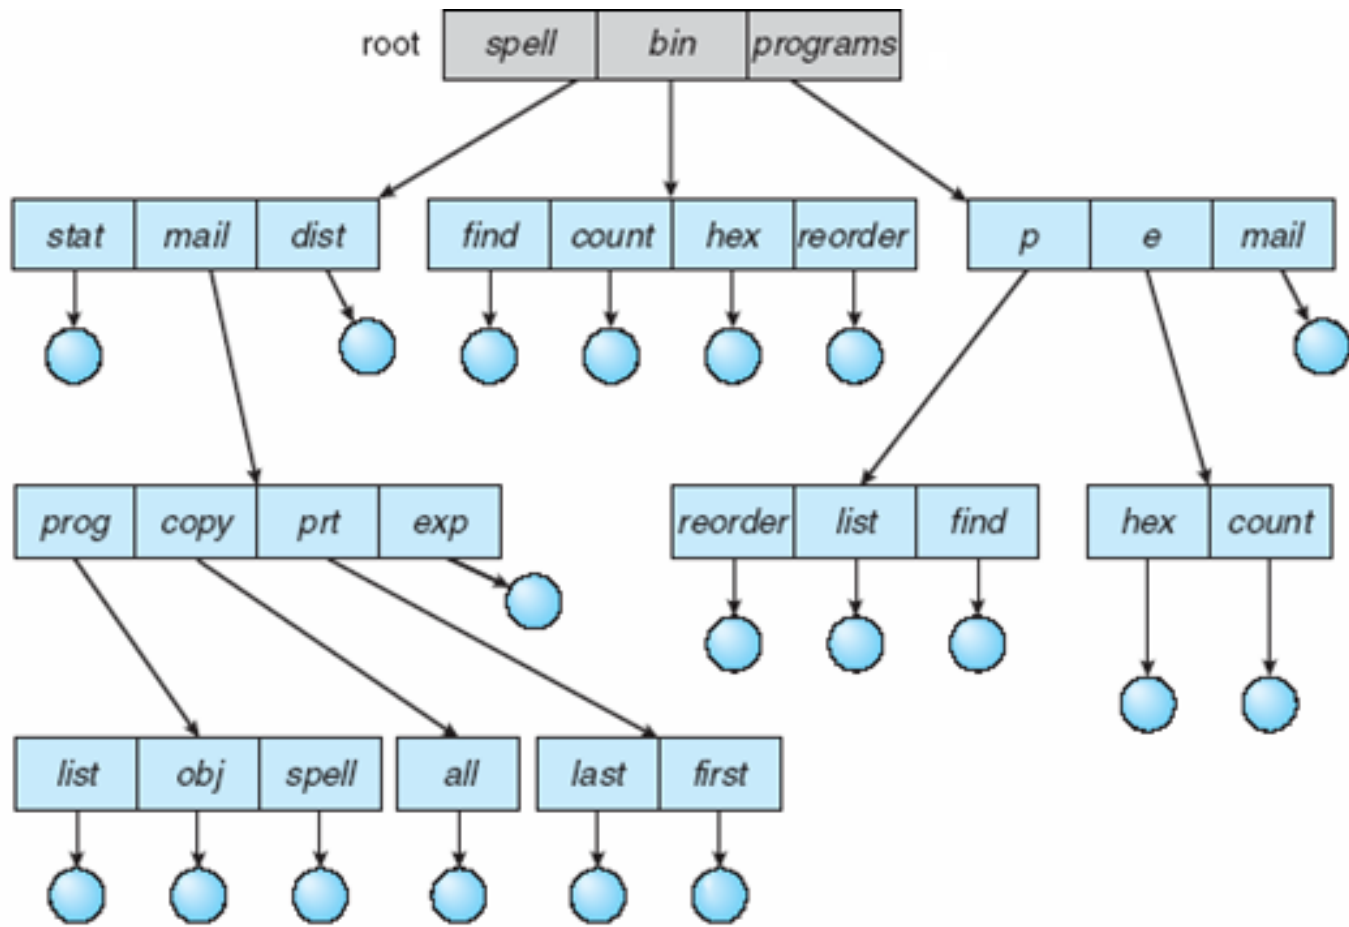 root spell bin programs
stat mail dist find count hex reorder p e mail
prog copy prt exp reorder list find hex count
list obj spell all last first